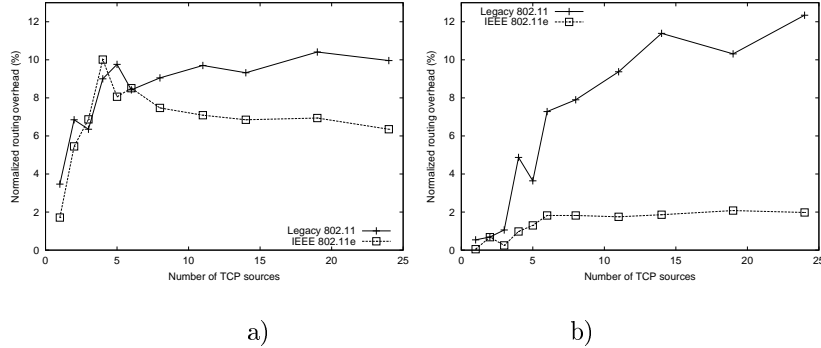 12
10
8
6
4
2
0
0
5
10
15
20
25
Normalized routing overhead (%)
Number of TCP sources
Legacy 802.11
IEEE 802.11e
a)
12
10
8
6
4
2
0
0
5
10
15
20
25
Normalized routing overhead (%)
Number of TCP sources
Legacy 802.11
IEEE 802.11e
b)